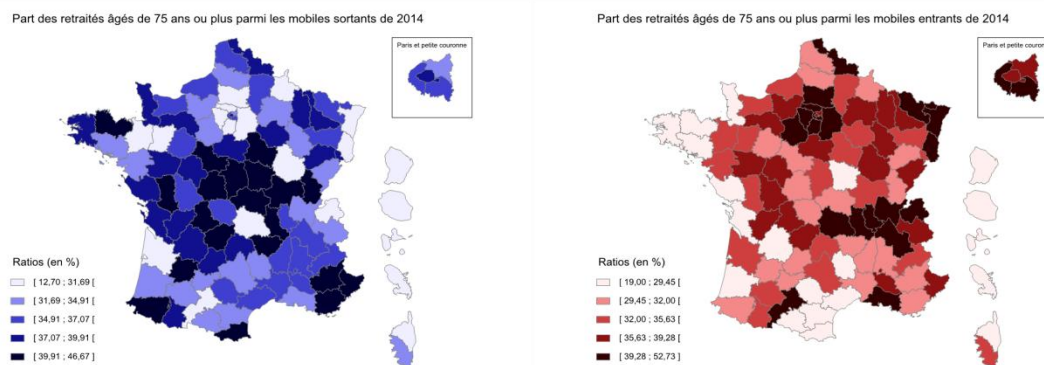 Part des retraités âgés de 75 ans ou plus parmi les mobiles sortants de 2014
Paris et petite couronne
Ratios (en %)
[ 12,70 ; 31,69 [
[ 31,69 ; 34,91 [
[ 34,91 ; 37,07 [
[ 37,07 ; 39,91 [
[ 39,91 ; 46,67 ]
Part des retraités âgés de 75 ans ou plus parmi les mobiles entrants de 2014
Paris et petite couron
Ratios (en %)
[ 19,00 ; 29,45 [
[ 29,45 ; 32,00 [
[ 32,00 ; 35,63 [
[ 35,63 ; 39,28 [
[ 39,28 ; 52,73 ]